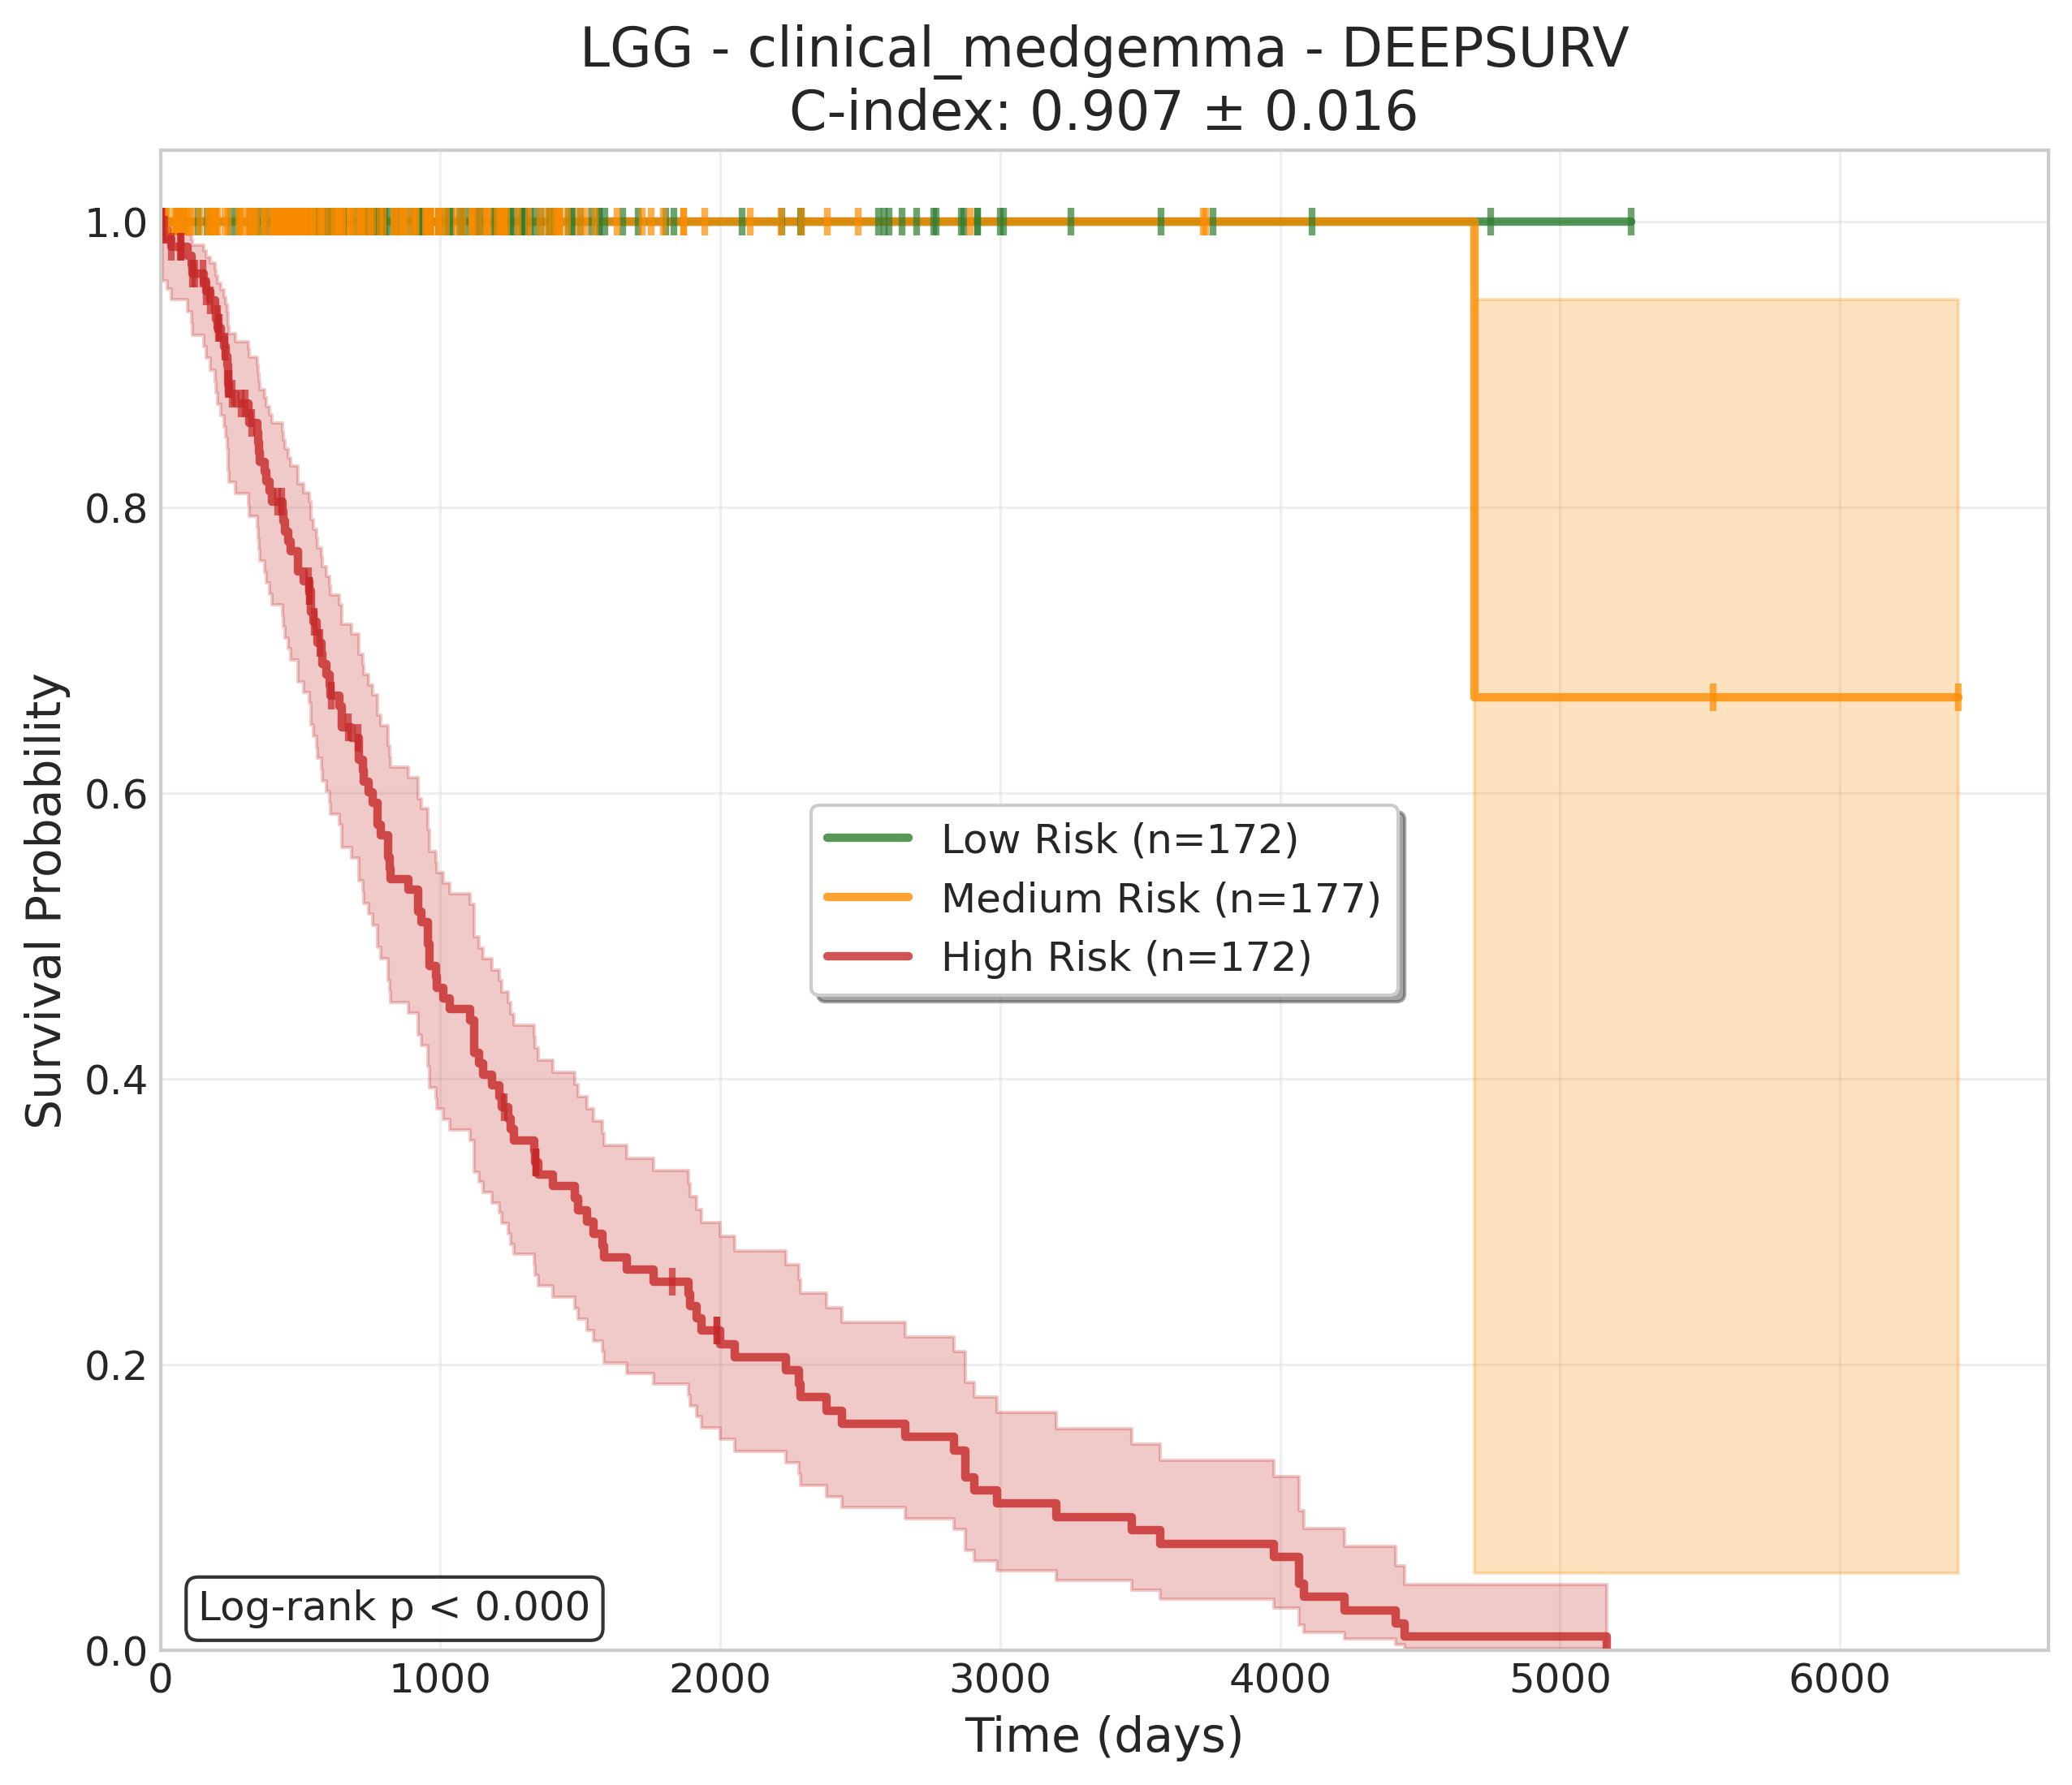 LGG - clinical_medgemma - DEEPSURV
C-index: 0.907 ± 0.016
Survival Probability
1.0
0.8
0.6
0.4
0.2
0.0
Low Risk (n=172)
Medium Risk (n=177)
High Risk (n=172)
Log-rank p < 0.000
0 1000 2000 3000 4000 5000 6000
Time (days)